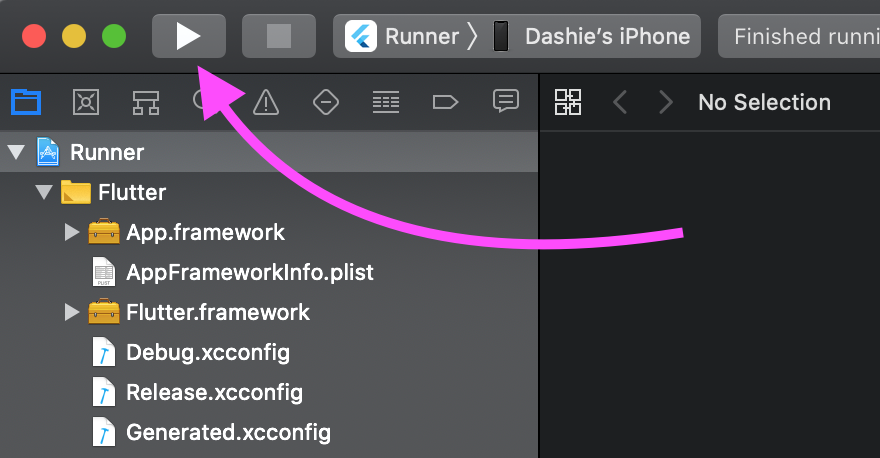 Runner
Dashie’s iPhone
Finished runni
No Selection
Runner
Flutter
App.framework
AppFrameworkInfo.plist
Flutter.framework
Debug.xcconfig
Release.xcconfig
Generated.xcconfig